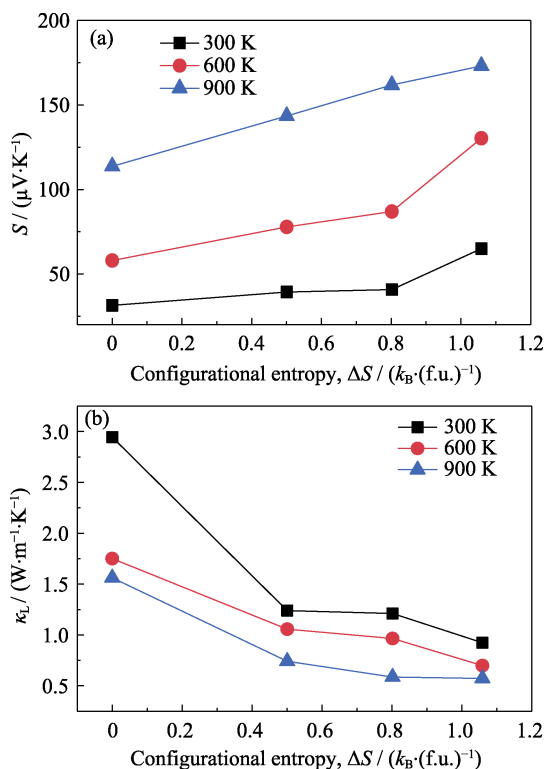 (a)
300 K
600 K
900 K
200
150
100
50
S / (μV·K⁻¹)
0 0.2 0.4 0.6 0.8 1.0 1.2
Configurational entropy, ΔS / (k_B·(f.u.)⁻¹)
(b)
300 K
600 K
900 K
3.0
2.5
2.0
1.5
1.0
0.5
κ_L / (W·m⁻¹·K⁻¹)
0 0.2 0.4 0.6 0.8 1.0 1.2
Configurational entropy, ΔS / (k_B·(f.u.)⁻¹)